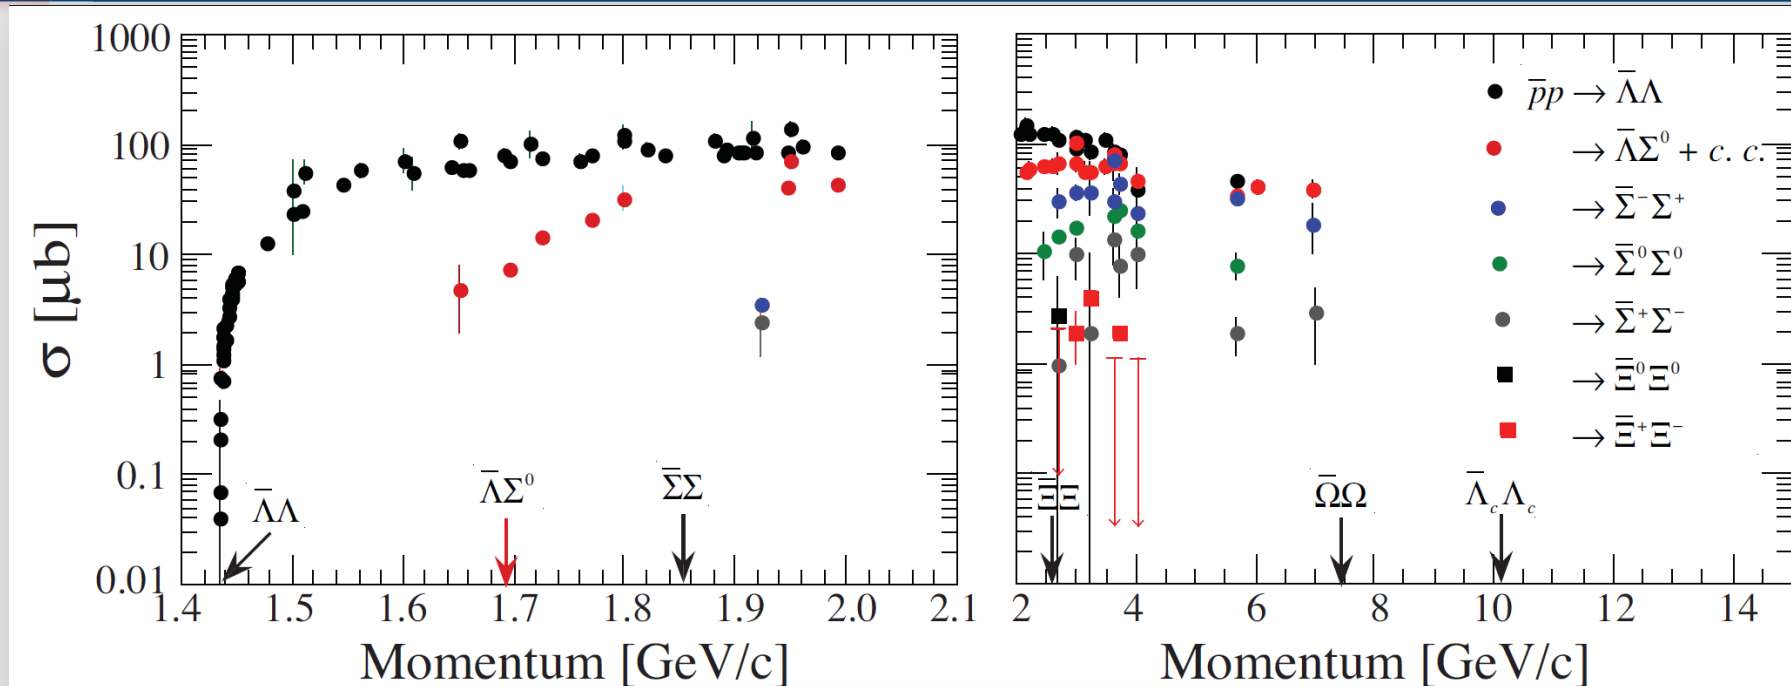 1000
100
10
1
0.1
0.01
σ [μb]
1.4 1.5 1.6 1.7 1.8 1.9 2.0 2.1
Momentum [GeV/c]
Λ̅Λ
Λ̅Σ⁰
Σ̅Σ
p̅p → Λ̅Λ
→ Λ̅Σ⁰ + c. c.
→ Σ̅⁻Σ⁺
→ Σ̅⁰Σ⁰
→ Σ̅⁺Σ⁻
→ Ξ̅⁰Ξ⁰
→ Ξ̅⁺Ξ⁻
Ξ̅Ξ
Ω̅Ω
Λ̅_cΛ_c
2 4 6 8 10 12 14
Momentum [GeV/c]